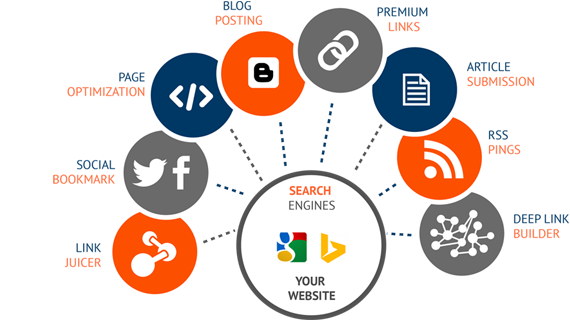 BLOG
POSTING
PREMIUM
LINKS
PAGE
OPTIMIZATION
ARTICLE
SUBMISSION
SOCIAL
BOOKMARK
RSS
PINGS
LINK
JUICER
DEEP LINK
BUILDER
SEARCH
ENGINES
YOUR
WEBSITE